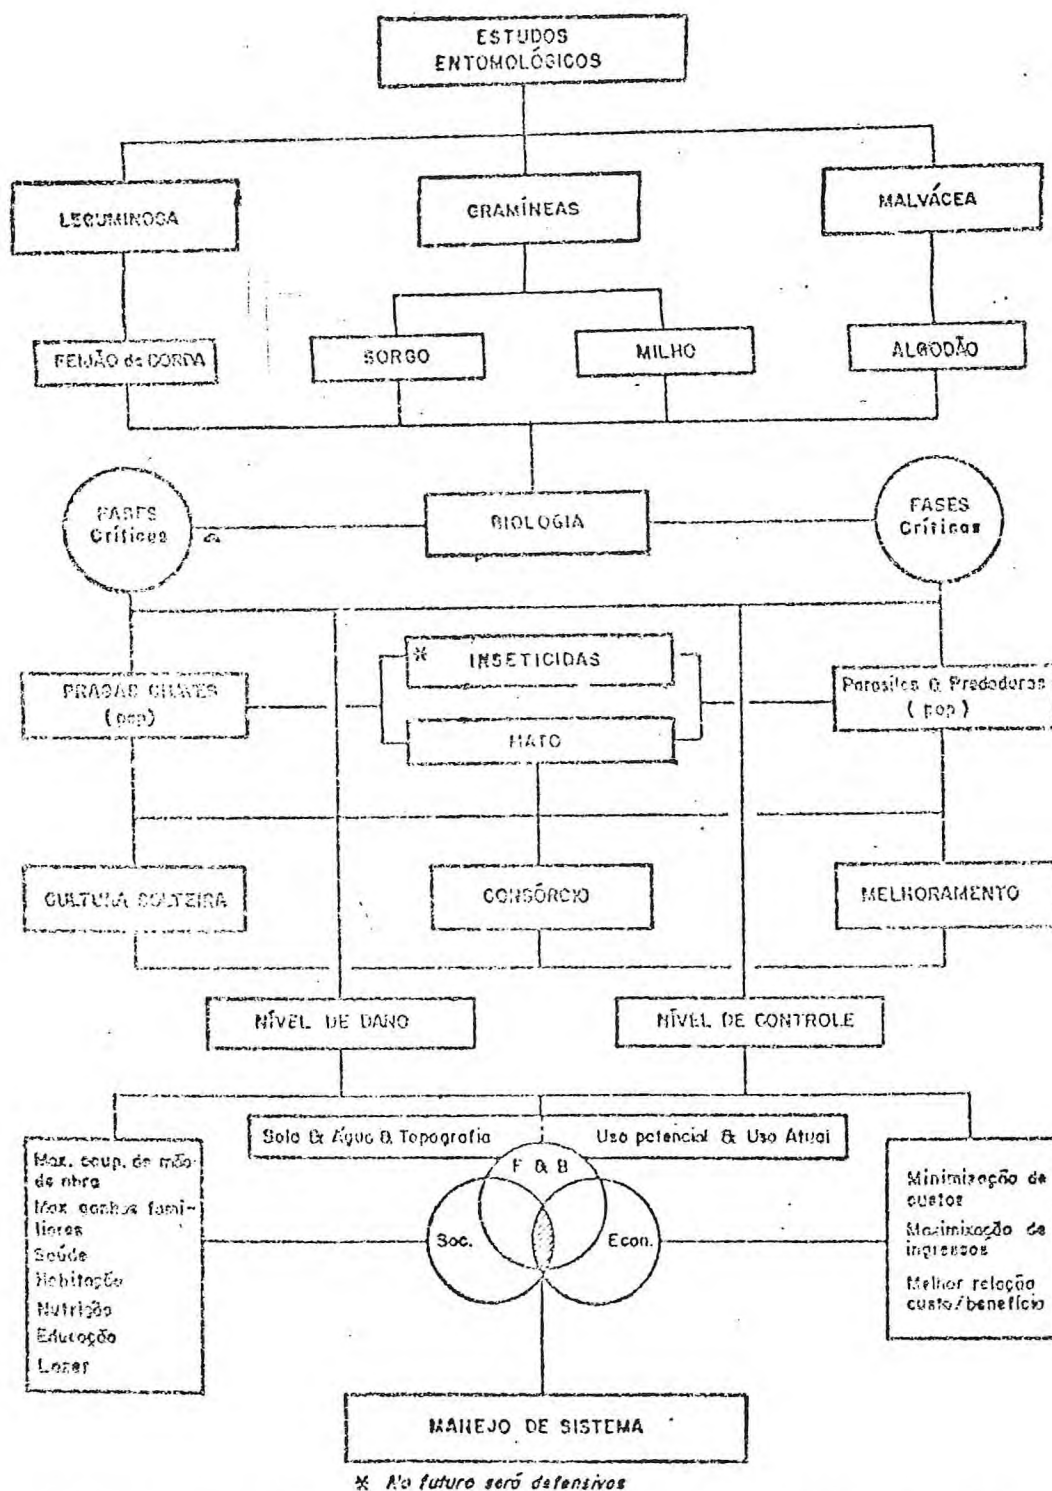 ESTUDOS
ENTOMOLÓGICOS
LEGUMINOSA
GRAMÍNEAS
MALVÁCEA
FEIJÃO de CORDA
SORGO
MILHO
ALGODÃO
FASES
Críticas
BIOLOGIA
FASES
Críticas
* INSETICIDAS
PRAGAS CHAVES
(pop)
Parasitas & Predadores
(pop)
MATO
CULTURA SOLTEIRA
CONSÓRCIO
MELHORAMENTO
NÍVEL DE DANO
NÍVEL DE CONTROLE
Solo & Água & Topografia
Uso potencial & Uso Atual
Max. ocup. de mão-
de obra
Max ganhos fami-
liares
Saúde
Habitação
Nutrição
Educação
Lazer
F & B
Soc.
Econ.
Minimização de
custos
Maximização de
ingressos
Melhor relação
custo/benefício
MANEJO DE SISTEMA
* No futuro será defensivos